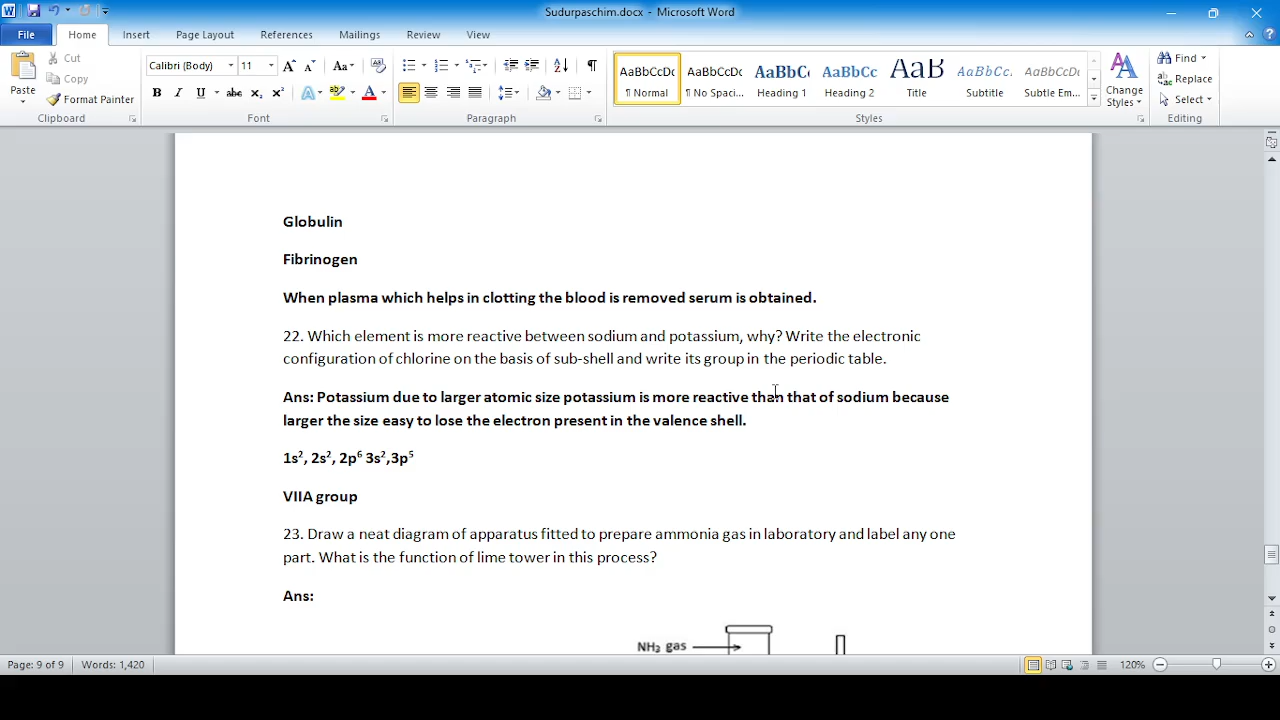 Sudurpaschim.docx - Microsoft Word
File Home Insert Page Layout References Mailings Review View
Paste
Cut
Copy
Format Painter
Clipboard
Calibri (Body) 11
Font
Paragraph
AaBbCcDc AaBbCcDc AaBbC AaBbCc AaB AaBbCc. AaBbCcDc
¶ Normal ¶ No Spaci... Heading 1 Heading 2 Title Subtitle Subtle Em...
Styles
Change Styles
Find
Replace
Select
Editing
Globulin
Fibrinogen
When plasma which helps in clotting the blood is removed serum is obtained.
22. Which element is more reactive between sodium and potassium, why? Write the electronic
configuration of chlorine on the basis of sub-shell and write its group in the periodic table.
Ans: Potassium due to larger atomic size potassium is more reactive than that of sodium because
larger the size easy to lose the electron present in the valence shell.
1s², 2s², 2p⁶ 3s²,3p⁵
VIIA group
23. Draw a neat diagram of apparatus fitted to prepare ammonia gas in laboratory and label any one
part. What is the function of lime tower in this process?
Ans:
NH₃ gas
Page: 9 of 9 Words: 1,420 120%